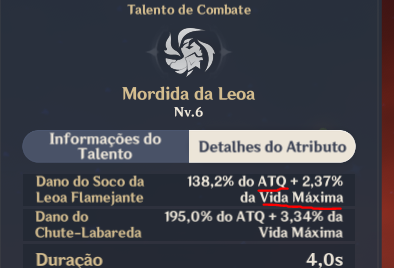 Talento de Combate
Mordida da Leoa
Nv.6
Informações do Talento
Detalhes do Atributo
Dano do Soco da Leoa Flamejante
138,2% do ATQ + 2,37% da Vida Máxima
Dano do Chute-Labareda
195,0% do ATQ + 3,34% da Vida Máxima
Duração
4,0s